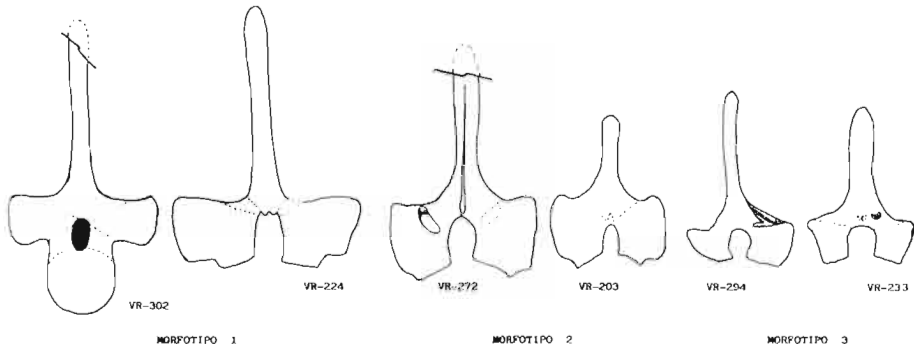 VR-302
VR-224
VR-272
VR-203
VR-294
VR-233
MORFOTIPO 1
MORFOTIPO 2
MORFOTIPO 3